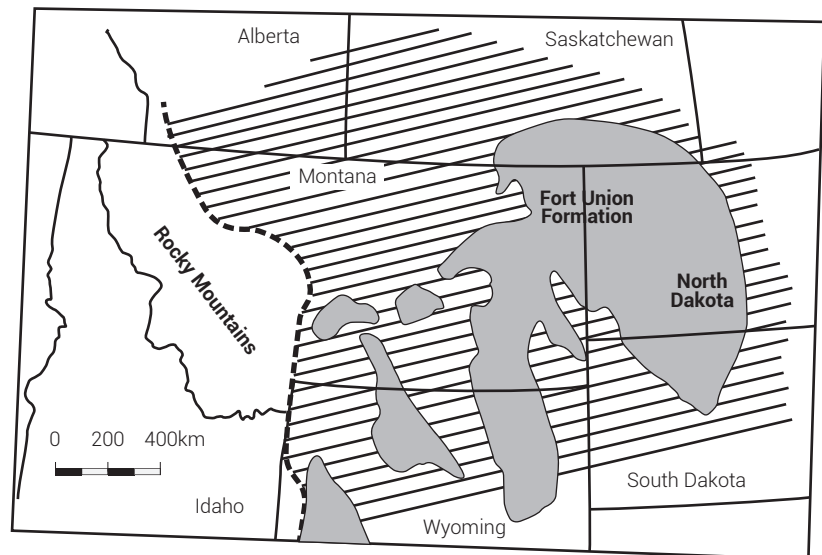 Alberta
Saskatchewan
Montana
Fort Union
Formation
Rocky Mountains
North
Dakota
0 200 400km
Idaho
Wyoming
South Dakota